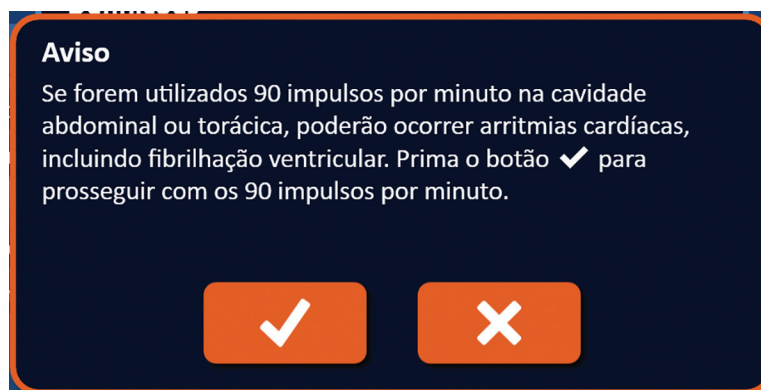 Aviso
Se forem utilizados 90 impulsos por minuto na cavidade
abdominal ou torácica, poderão ocorrer arritmias cardíacas,
incluindo fibrilhação ventricular. Prima o botão ✔ para
prosseguir com os 90 impulsos por minuto.